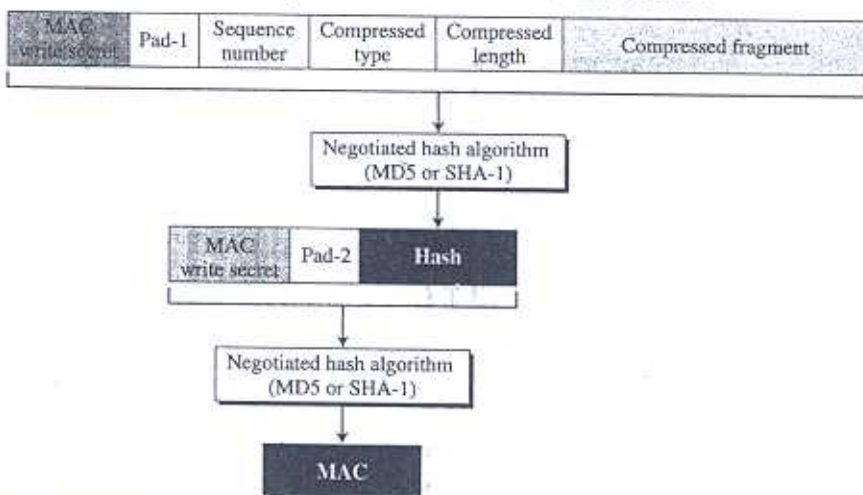 MAC
write secret
Pad-1
Sequence
number
Compressed
type
Compressed
length
Compressed fragment
Negotiated hash algorithm
(MD5 or SHA-1)
MAC
write secret
Pad-2
Hash
Negotiated hash algorithm
(MD5 or SHA-1)
MAC